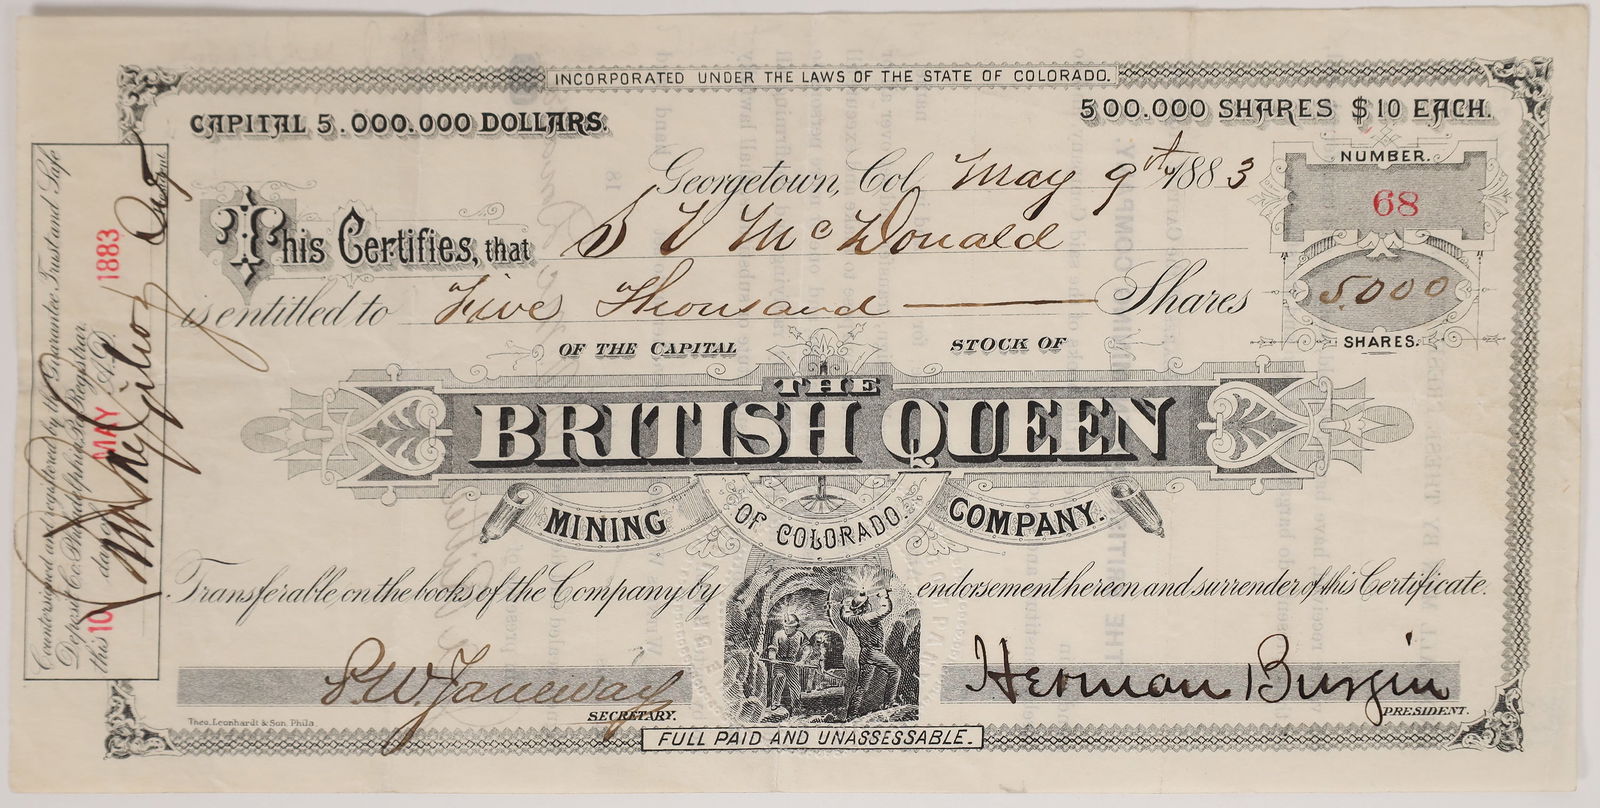 INCORPORATED UNDER THE LAWS OF THE STATE OF COLORADO.
CAPITAL 5.000.000 DOLLARS.
500.000 SHARES $10 EACH.
Georgetown, Col. May 9th 1883
NUMBER.
68
This Certifies, that S V McDonald
is entitled to Five Thousand Shares
5000
SHARES.
OF THE CAPITAL STOCK OF
THE
BRITISH QUEEN
MINING OF COLORADO. COMPANY.
Transferable on the books of the Company by endorsement hereon and surrender of this Certificate.
P. W. Janeway
SECRETARY.
Herman Burgin
PRESIDENT.
Theo. Leonhardt & Son. Phila.
FULL PAID AND UNASSESSABLE.
Countersigned and registered by the Guarantee Trust and Safe
Deposit Co. Philadelphia, Pa. Registrar.
this 10 day of MAY A.D. 1883